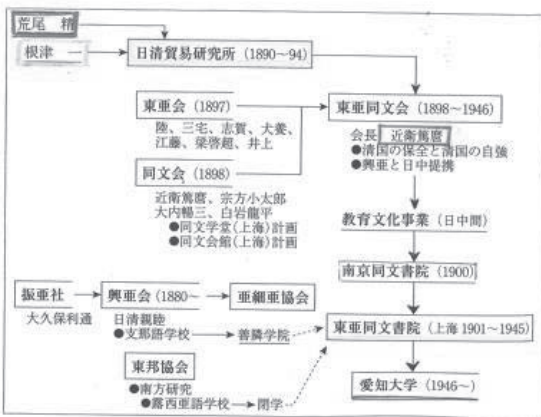 荒尾 精
根津 一
日清貿易研究所 (1890~94)
東亜会 (1897)
陸、三宅、志賀、犬養、
江藤、梁啓超、井上
同文会 (1898)
近衛篤麿、宗方小太郎
大内暢三、白岩龍平
●同文学堂(上海)計画
●同文会館(上海)計画
東亜同文会 (1898~1946)
会長 近衛篤麿
●清国の保全と清国の自強
●興亜と日中提携
教育文化事業 (日中間)
南京同文書院 (1900)
振亜社
大久保利通
興亜会 (1880~
日清親睦
●支那語学校
亜細亜協会
善隣学院
東亜同文書院 (上海 1901~1945)
東邦協会
●南方研究
●露西亜語学校
閉学
愛知大学 (1946~)